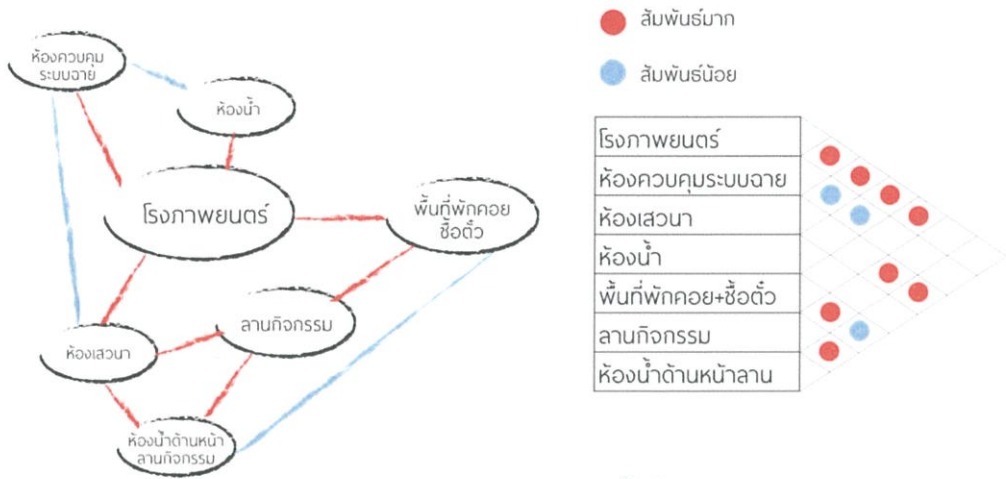 ห้องควบคุม
ระบบฉาย
ห้องน้ำ
โรงภาพยนตร์
พื้นที่พักคอย
ซื้อตั๋ว
ลานกิจกรรม
ห้องเสวนา
ห้องน้ำด้านหน้า
ลานกิจกรรม
สัมพันธ์มาก
สัมพันธ์น้อย
โรงภาพยนตร์
ห้องควบคุมระบบฉาย
ห้องเสวนา
ห้องน้ำ
พื้นที่พักคอย+ซื้อตั๋ว
ลานกิจกรรม
ห้องน้ำด้านหน้าลาน